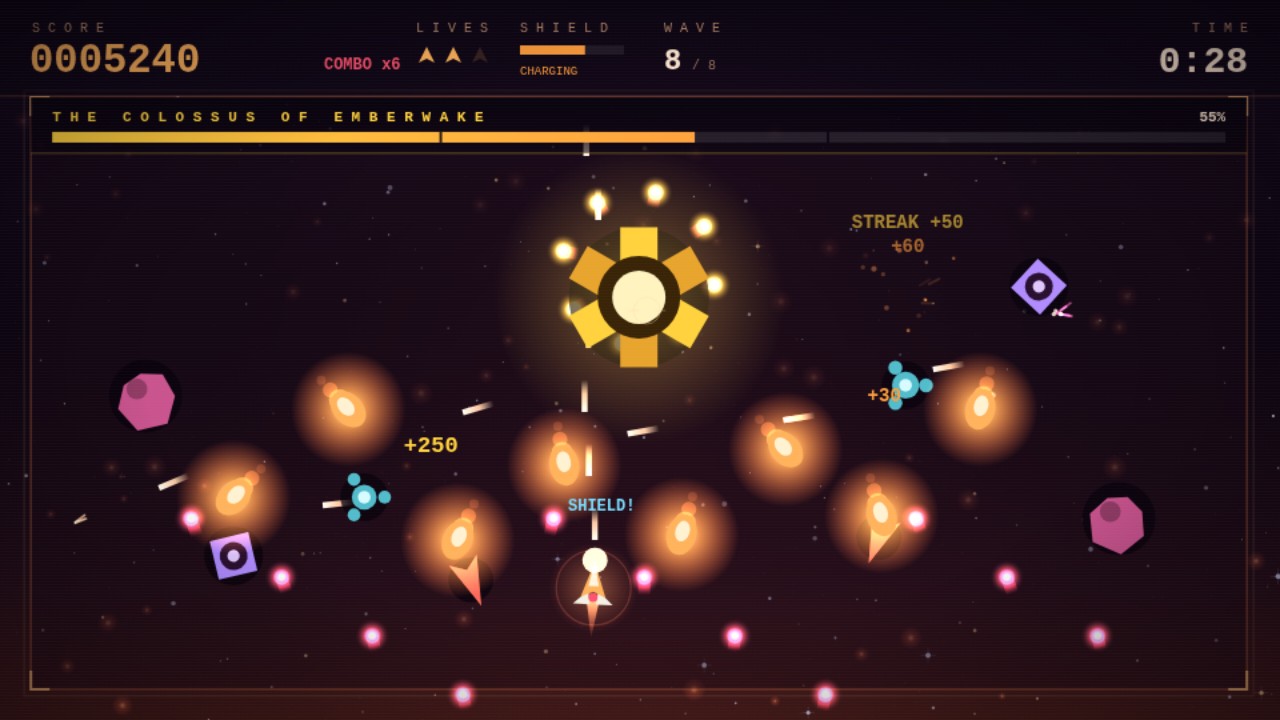 SCORE
0005240
COMBO x6
LIVES
SHIELD
CHARGING
WAVE
8 / 8
TIME
0:28
THE COLOSSUS OF EMBERWAKE
55%
STREAK +50
+60
+30
+250
SHIELD!